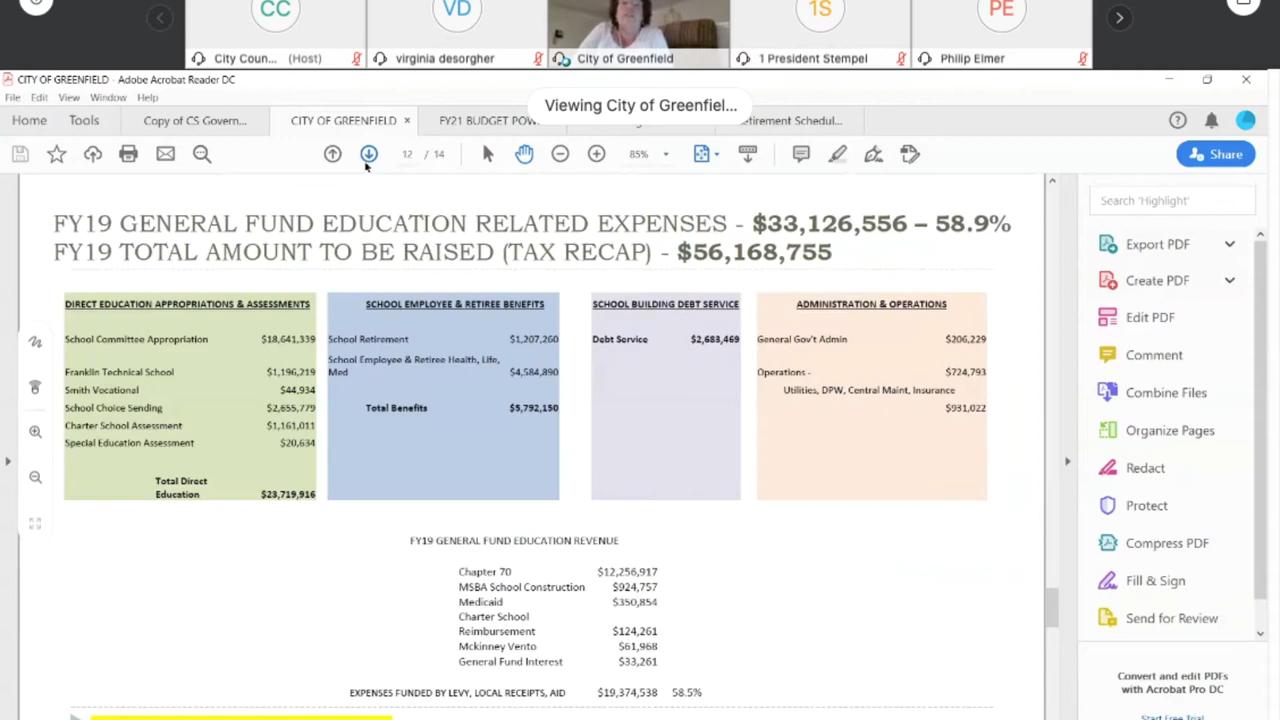 CC
VD
1S
PE
City Coun... (Host)
virginia desorgher
City of Greenfield
1 President Stempel
Philip Elmer
CITY OF GREENFIELD - Adobe Acrobat Reader DC
File Edit View Window Help
Viewing City of Greenfiel...
Home Tools Copy of CS Govern... CITY OF GREENFIELD × FY21 BUDGET POW etirement Schedul...
12 / 14 85% Share
FY19 GENERAL FUND EDUCATION RELATED EXPENSES - $33,126,556 – 58.9%
FY19 TOTAL AMOUNT TO BE RAISED (TAX RECAP) - $56,168,755
DIRECT EDUCATION APPROPRIATIONS & ASSESSMENTS
School Committee Appropriation $18,641,339
Franklin Technical School $1,196,219
Smith Vocational $44,934
School Choice Sending $2,655,779
Charter School Assessment $1,161,011
Special Education Assessment $20,634
Total Direct
Education $23,719,916
SCHOOL EMPLOYEE & RETIREE BENEFITS
School Retirement $1,207,260
School Employee & Retiree Health, Life,
Med $4,584,890
Total Benefits $5,792,150
SCHOOL BUILDING DEBT SERVICE
Debt Service $2,683,469
ADMINISTRATION & OPERATIONS
General Gov't Admin $206,229
Operations - $724,793
Utilities, DPW, Central Maint, Insurance
$931,022
FY19 GENERAL FUND EDUCATION REVENUE
Chapter 70 $12,256,917
MSBA School Construction $924,757
Medicaid $350,854
Charter School
Reimbursement $124,261
Mckinney Vento $61,968
General Fund Interest $33,261
EXPENSES FUNDED BY LEVY, LOCAL RECEIPTS, AID $19,374,538 58.5%
Search 'Highlight'
Export PDF
Create PDF
Edit PDF
Comment
Combine Files
Organize Pages
Redact
Protect
Compress PDF
Fill & Sign
Send for Review
Convert and edit PDFs
with Acrobat Pro DC
Start Free Trial